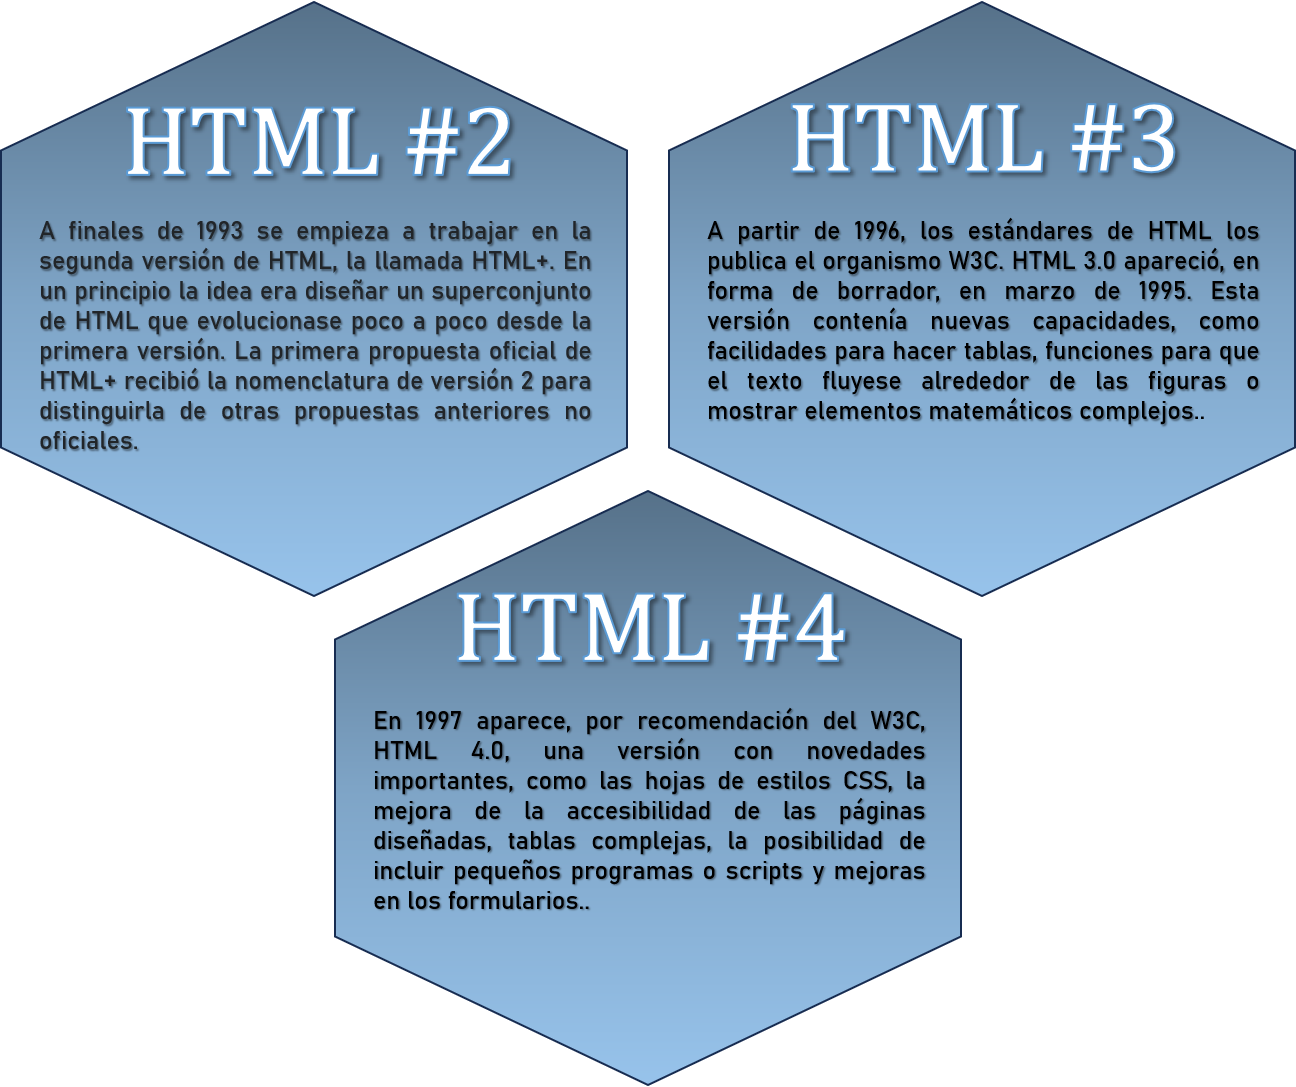 HTML #2
A finales de 1993 se empieza a trabajar en la
segunda versión de HTML, la llamada HTML+. En
un principio la idea era diseñar un superconjunto
de HTML que evolucionase poco a poco desde la
primera versión. La primera propuesta oficial de
HTML+ recibió la nomenclatura de versión 2 para
distinguirla de otras propuestas anteriores no
oficiales.
HTML #3
A partir de 1996, los estándares de HTML los
publica el organismo W3C. HTML 3.0 apareció, en
forma de borrador, en marzo de 1995. Esta
versión contenía nuevas capacidades, como
facilidades para hacer tablas, funciones para que
el texto fluyese alrededor de las figuras o
mostrar elementos matemáticos complejos..
HTML #4
En 1997 aparece, por recomendación del W3C,
HTML 4.0, una versión con novedades
importantes, como las hojas de estilos CSS, la
mejora de la accesibilidad de las páginas
diseñadas, tablas complejas, la posibilidad de
incluir pequeños programas o scripts y mejoras
en los formularios..